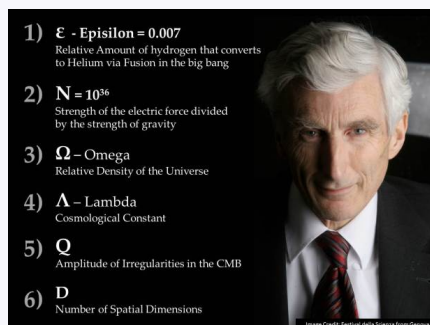 1) ε - Episilon = 0.007
Relative Amount of hydrogen that converts
to Helium via Fusion in the big bang
2) N = 10³⁶
Strength of the electric force divided
by the strength of gravity
3) Ω – Omega
Relative Density of the Universe
4) Λ – Lambda
Cosmological Constant
5) Q
Amplitude of Irregularities in the CMB
6) D
Number of Spatial Dimensions
Image Credit: Festival della Scienza from Genova